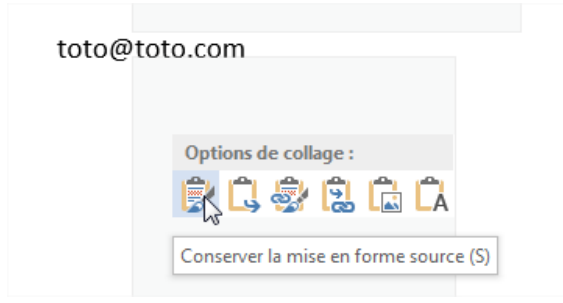 toto@toto.com
Options de collage :
A
Conserver la mise en forme source (S)